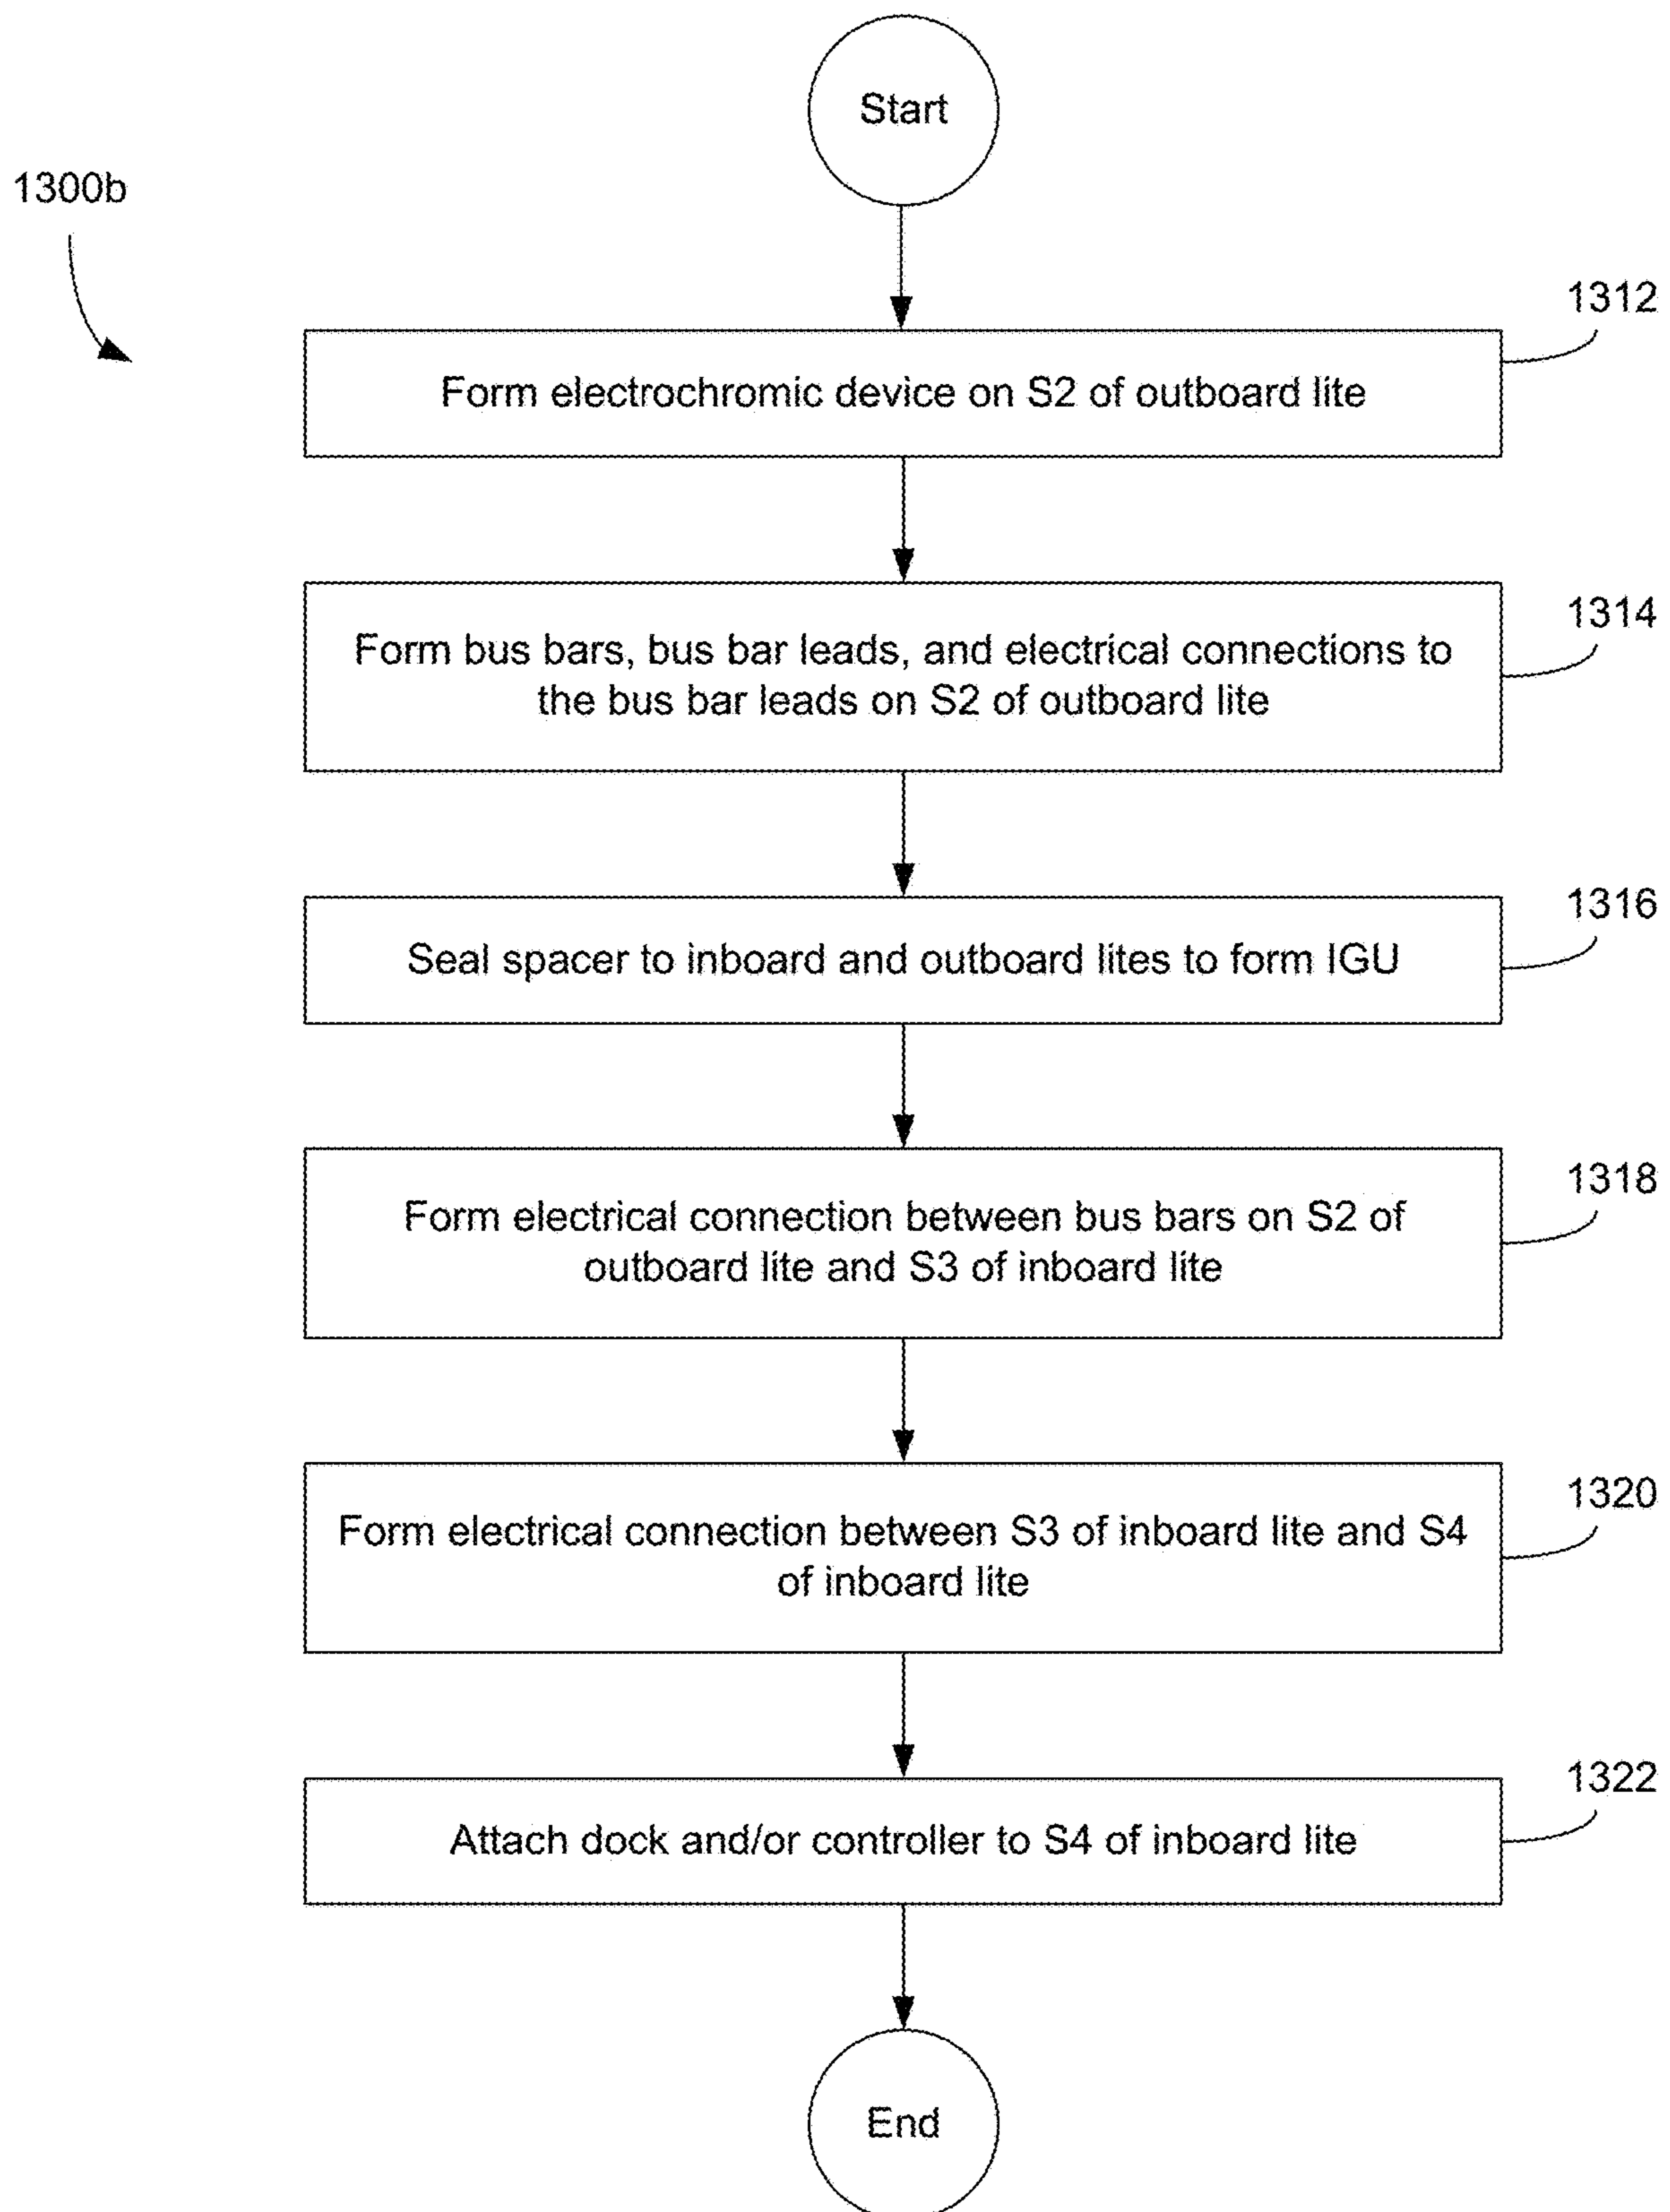 Start
1300b
1312
Form electrochromic device on S2 of outboard lite
1314
Form bus bars, bus bar leads, and electrical connections to
the bus bar leads on S2 of outboard lite
1316
Seal spacer to inboard and outboard lites to form IGU
1318
Form electrical connection between bus bars on S2 of
outboard lite and S3 of inboard lite
1320
Form electrical connection between S3 of inboard lite and S4
of inboard lite
1322
Attach dock and/or controller to S4 of inboard lite
End